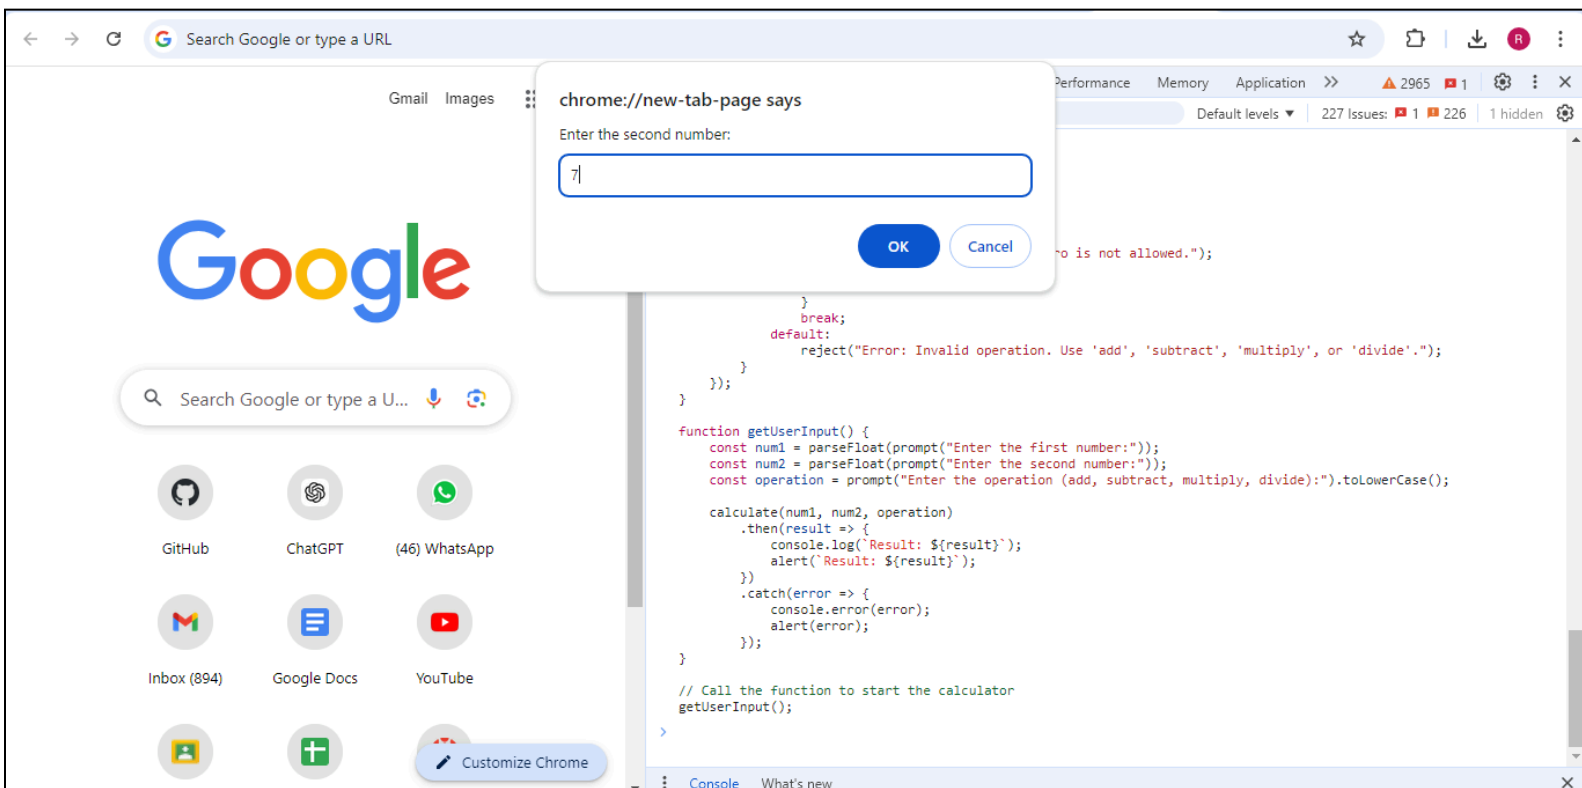 Search Google or type a URL
R
Gmail Images
chrome://new-tab-page says
Enter the second number:
7
OK Cancel
Performance Memory Application 2965 1
Default levels ▼ 227 Issues: 1 226 1 hidden
Google
Search Google or type a U...
GitHub ChatGPT (46) WhatsApp
Inbox (894) Google Docs YouTube
Customize Chrome
is not allowed.");
}
break;
default:
reject("Error: Invalid operation. Use 'add', 'subtract', 'multiply', or 'divide'.");
}
});
}
function getUserInput() {
const num1 = parseFloat(prompt("Enter the first number:"));
const num2 = parseFloat(prompt("Enter the second number:"));
const operation = prompt("Enter the operation (add, subtract, multiply, divide):").toLowerCase();
calculate(num1, num2, operation)
.then(result => {
console.log(`Result: ${result}`);
alert(`Result: ${result}`);
})
.catch(error => {
console.error(error);
alert(error);
});
}
// Call the function to start the calculator
getUserInput();
>
Console What's new